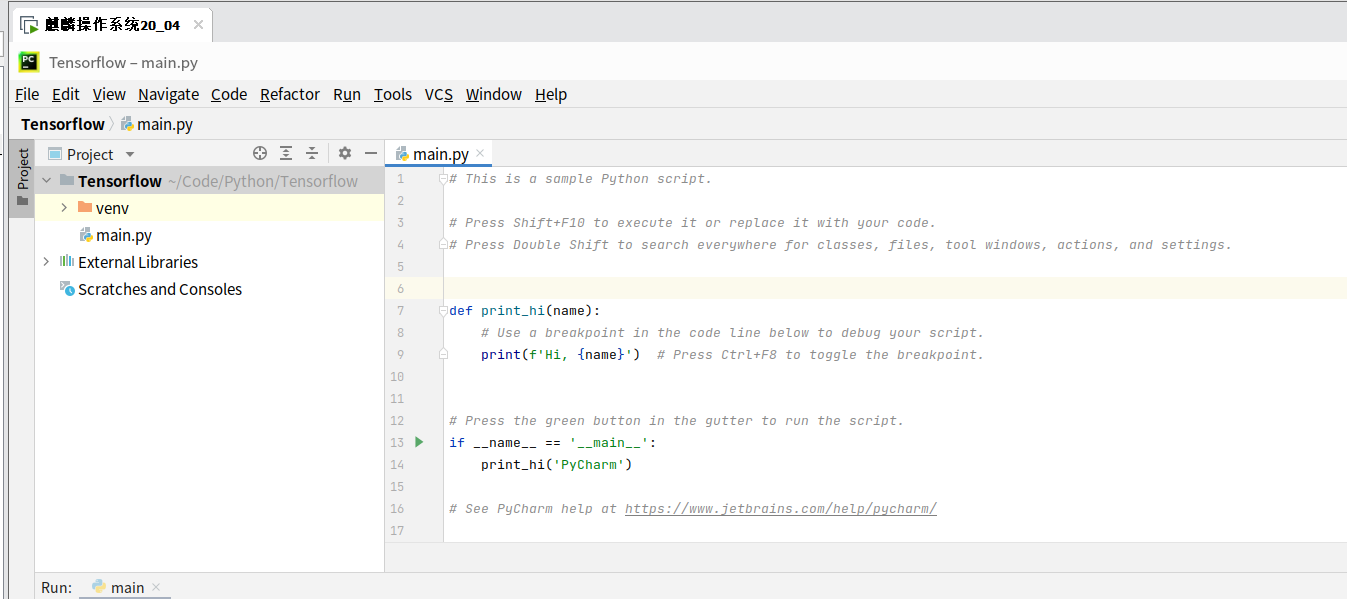 麒麟操作系统20_04
PC
Tensorflow – main.py
File Edit View Navigate Code Refactor Run Tools VCS Window Help
Tensorflow main.py
Project
Project
main.py
Tensorflow ~/Code/Python/Tensorflow
venv
main.py
External Libraries
Scratches and Consoles
1 # This is a sample Python script.
2
3 # Press Shift+F10 to execute it or replace it with your code.
4 # Press Double Shift to search everywhere for classes, files, tool windows, actions, and settings.
5
6
7 def print_hi(name):
8 # Use a breakpoint in the code line below to debug your script.
9 print(f'Hi, {name}') # Press Ctrl+F8 to toggle the breakpoint.
10
11
12 # Press the green button in the gutter to run the script.
13 if __name__ == '__main__':
14 print_hi('PyCharm')
15
16 # See PyCharm help at https://www.jetbrains.com/help/pycharm/
17
Run: main